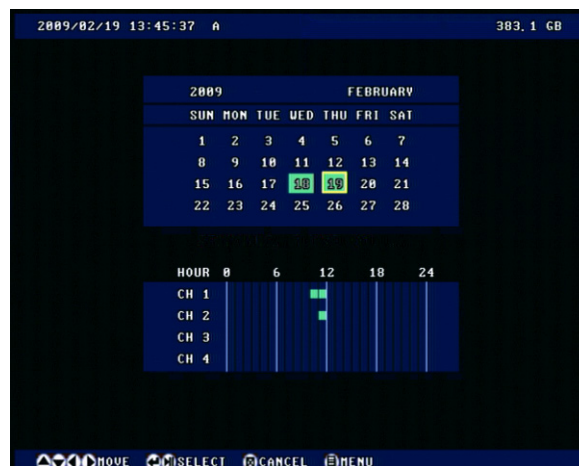 2009/02/19 13:45:37 A 383.1 GB
2009 FEBRUARY
SUN MON TUE WED THU FRI SAT
1 2 3 4 5 6 7
8 9 10 11 12 13 14
15 16 17 18 19 20 21
22 23 24 25 26 27 28
HOUR 0 6 12 18 24
CH 1
CH 2
CH 3
CH 4
MOVE SELECT CANCEL MENU